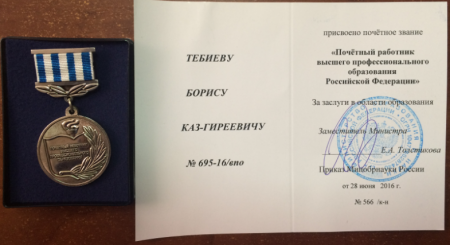 ТЕБИЕВУ
БОРИСУ
КАЗ-ГИРЕЕВИЧУ
№ 695-16/впо
присвоено почётное звание
«Почётный работник
высшего профессионального
образования
Российской Федерации»
За заслуги в области образования
Заместитель Министра
Е.А. Толстикова
Приказ Минобрнауки России
от 28 июня 2016 г.
№ 566 /к-н